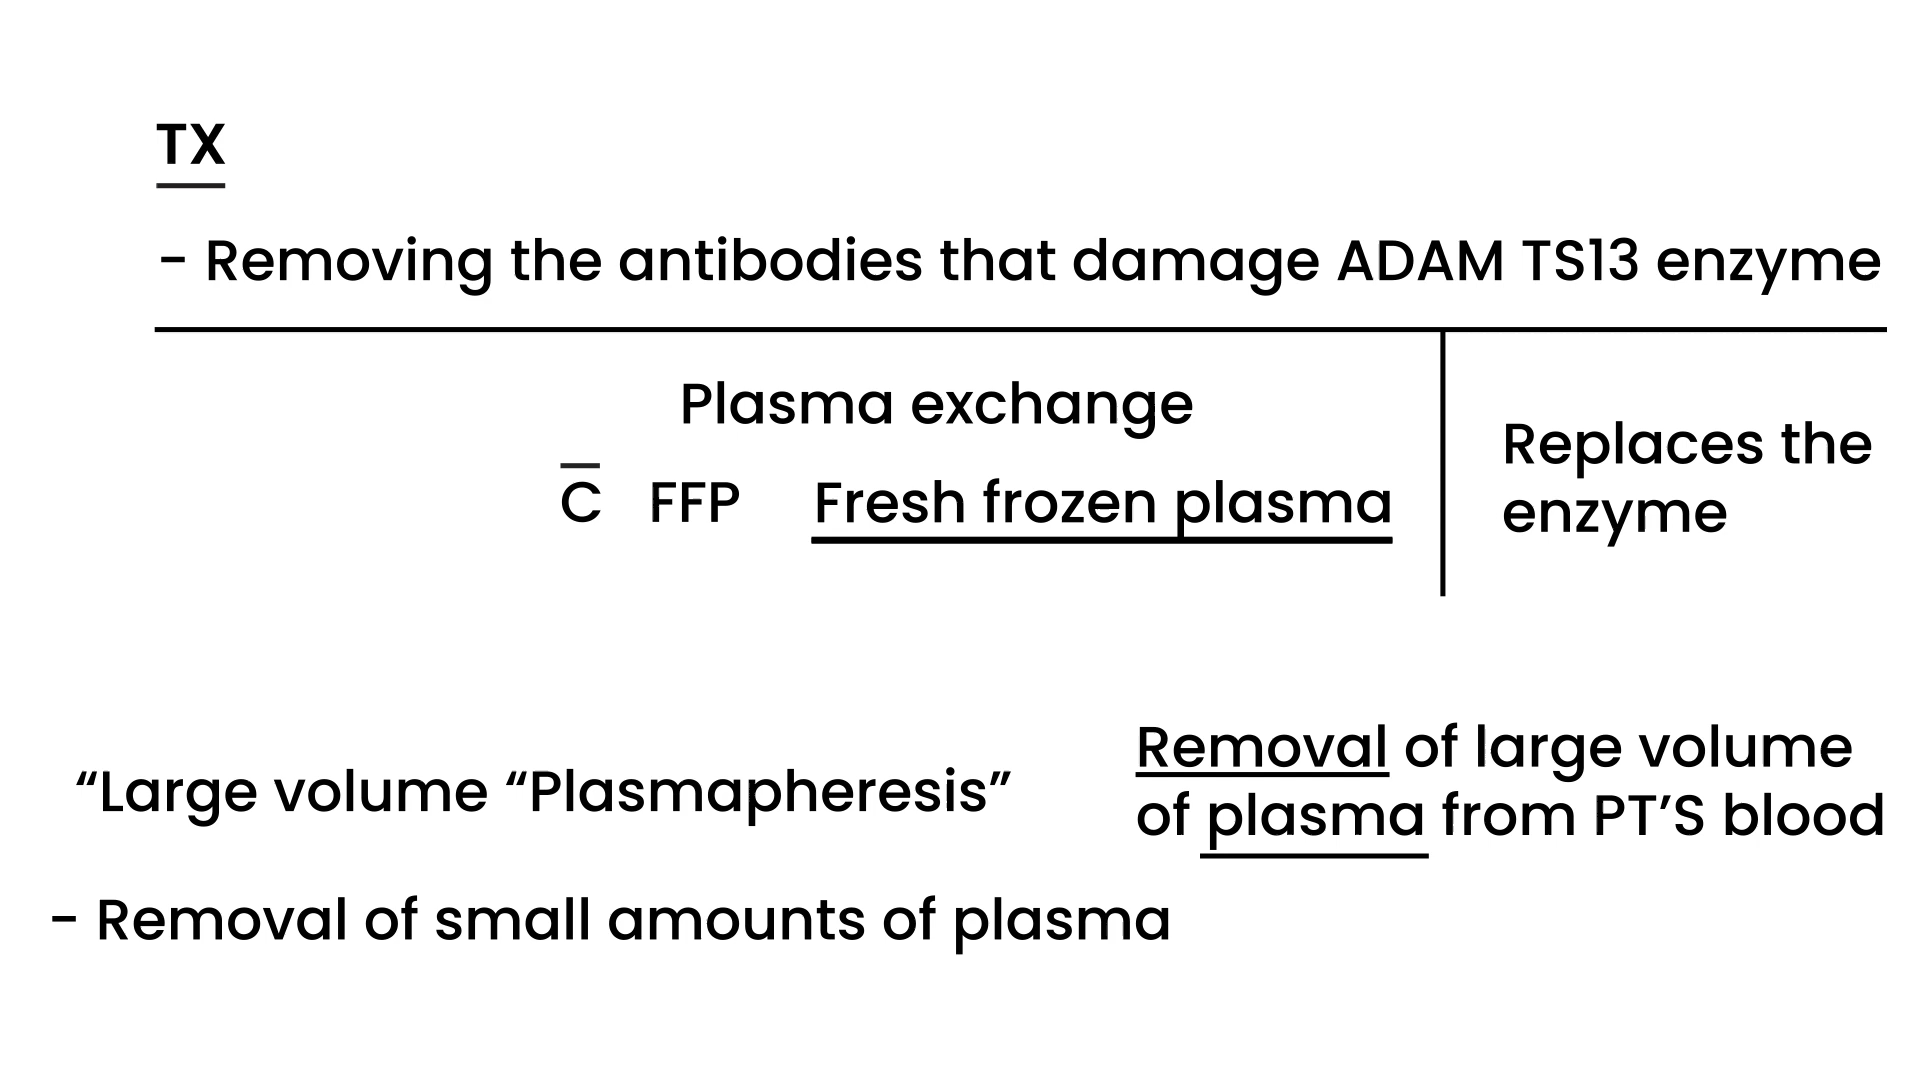 TX
- Removing the antibodies that damage ADAM TS13 enzyme
Plasma exchange
C̄ FFP Fresh frozen plasma
Replaces the
enzyme
“Large volume “Plasmapheresis”
Removal of large volume
of plasma from PT’S blood
- Removal of small amounts of plasma